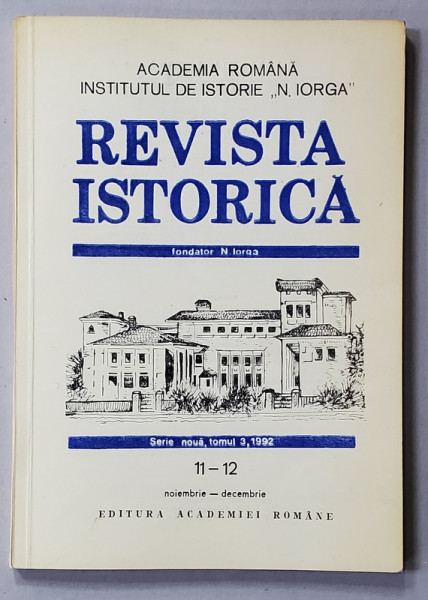 ACADEMIA ROMÂNĂ
INSTITUTUL DE ISTORIE „N. IORGA"
REVISTA
ISTORICĂ
fondator N. Iorga
Serie nouă, tomul 3, 1992
11 – 12
noiembrie — decembrie
EDITURA ACADEMIEI ROMÂNE